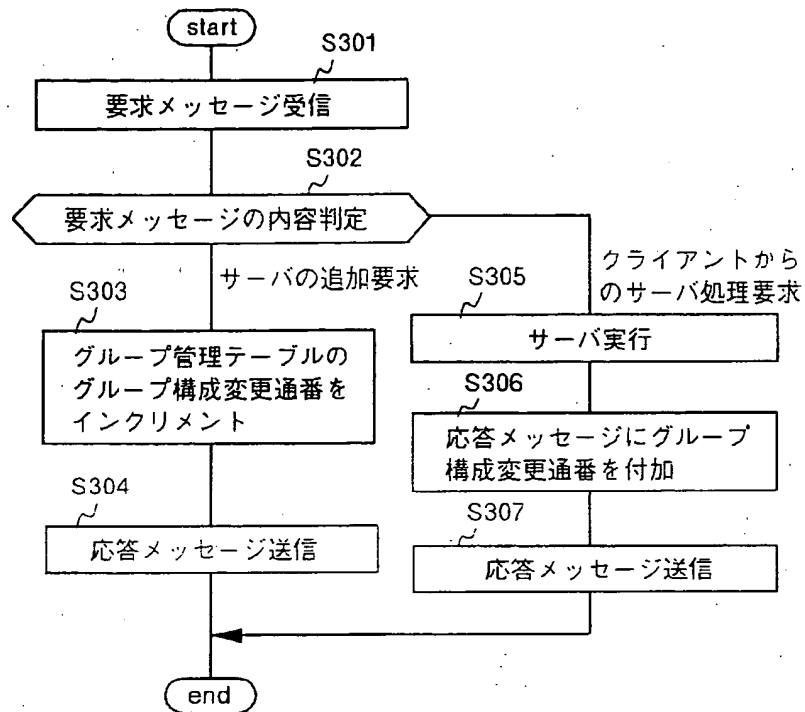 start
S301
要求メッセージ受信
S302
要求メッセージの内容判定
サーバの追加要求
S303
グループ管理テーブルの
グループ構成変更通番を
インクリメント
S304
応答メッセージ送信
クライアントから
のサーバ処理要求
S305
サーバ実行
S306
応答メッセージにグループ
構成変更通番を付加
S307
応答メッセージ送信
end